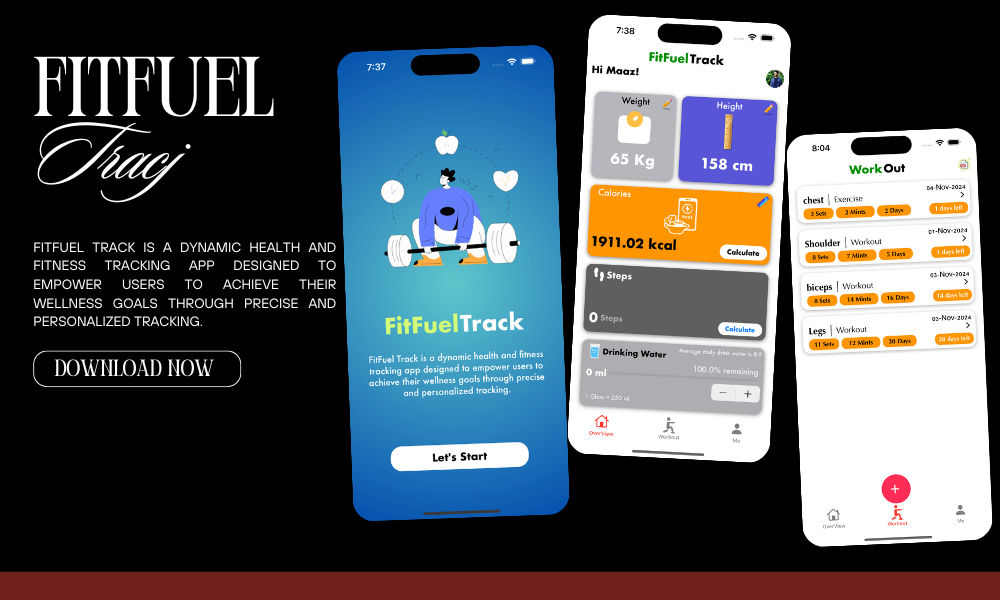 FITFUEL
Tracj
FITFUEL TRACK IS A DYNAMIC HEALTH AND
FITNESS TRACKING APP DESIGNED TO
EMPOWER USERS TO ACHIEVE THEIR
WELLNESS GOALS THROUGH PRECISE AND
PERSONALIZED TRACKING.
DOWNLOAD NOW
7:37
FitFuelTrack
FitFuel Track is a dynamic health and fitness
tracking app designed to empower users to
achieve their wellness goals through precise
and personalized tracking.
Let's Start
7:38
FitFuelTrack
Hi Maaz!
Weight
65 Kg
Height
158 cm
Calories
1911.02 kcal
Calculate
Steps
0 Steps
Calculate
Drinking Water
Average daily drink water is 8.9
0 ml
100.0% remaining
1 Glass = 250 ml
− +
OverView
Workout
Me
8:04
WorkOut
04-Nov-2024
chest | Exercise
3 Sets 2 Mints 2 Days 1 days left
01-Nov-2024
Shoulder | Workout
8 Sets 7 Mints 5 Days 1 days left
03-Nov-2024
biceps | Workout
8 Sets 14 Mints 16 Days 14 days left
03-Nov-2024
Legs | Workout
11 Sets 12 Mints 30 Days 28 days left
+
OverView
Workout
Me